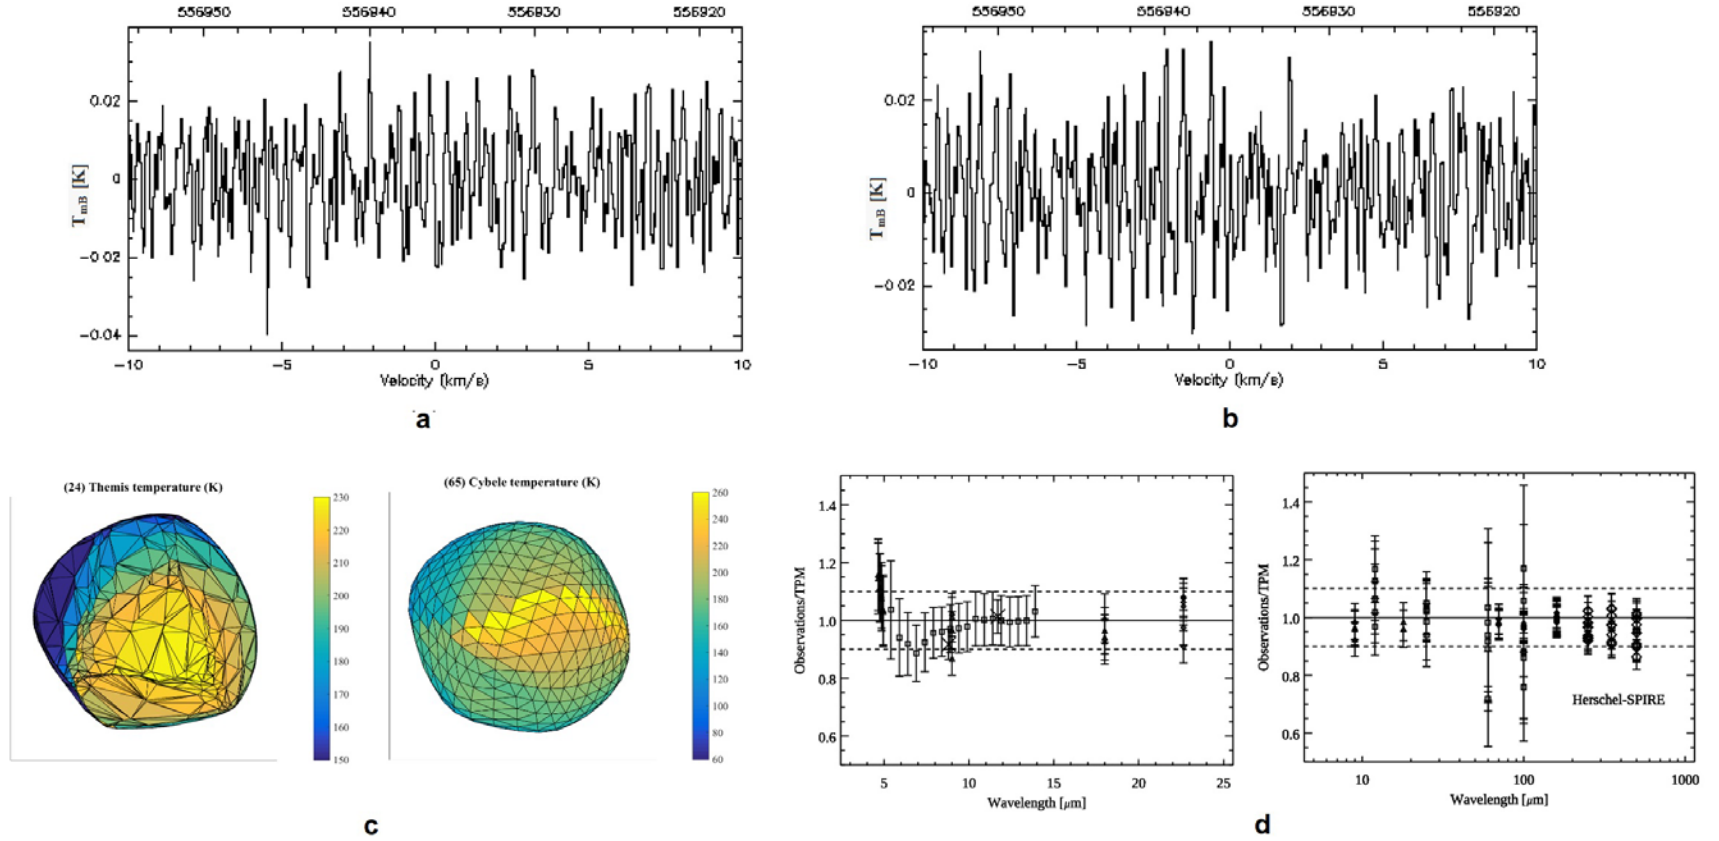 556950 556940 556930 556920
0.02
0
−0.02
−0.04
T_mB [K]
−10 −5 0 5 10
Velocity (km/s)
a
556950 556940 556930 556920
0.02
0
−0.02
T_mB [K]
−10 −5 0 5 10
Velocity (km/s)
b
(24) Themis temperature (K)
230
220
210
200
190
180
170
160
150
(65) Cybele temperature (K)
260
240
220
200
180
160
140
120
100
80
60
c
1.4
1.2
1.0
0.8
0.6
Observations/TPM
5 10 15 20 25
Wavelength [μm]
1.4
1.2
1.0
0.8
0.6
Observations/TPM
Herschel-SPIRE
10 100 1000
Wavelength [μm]
d